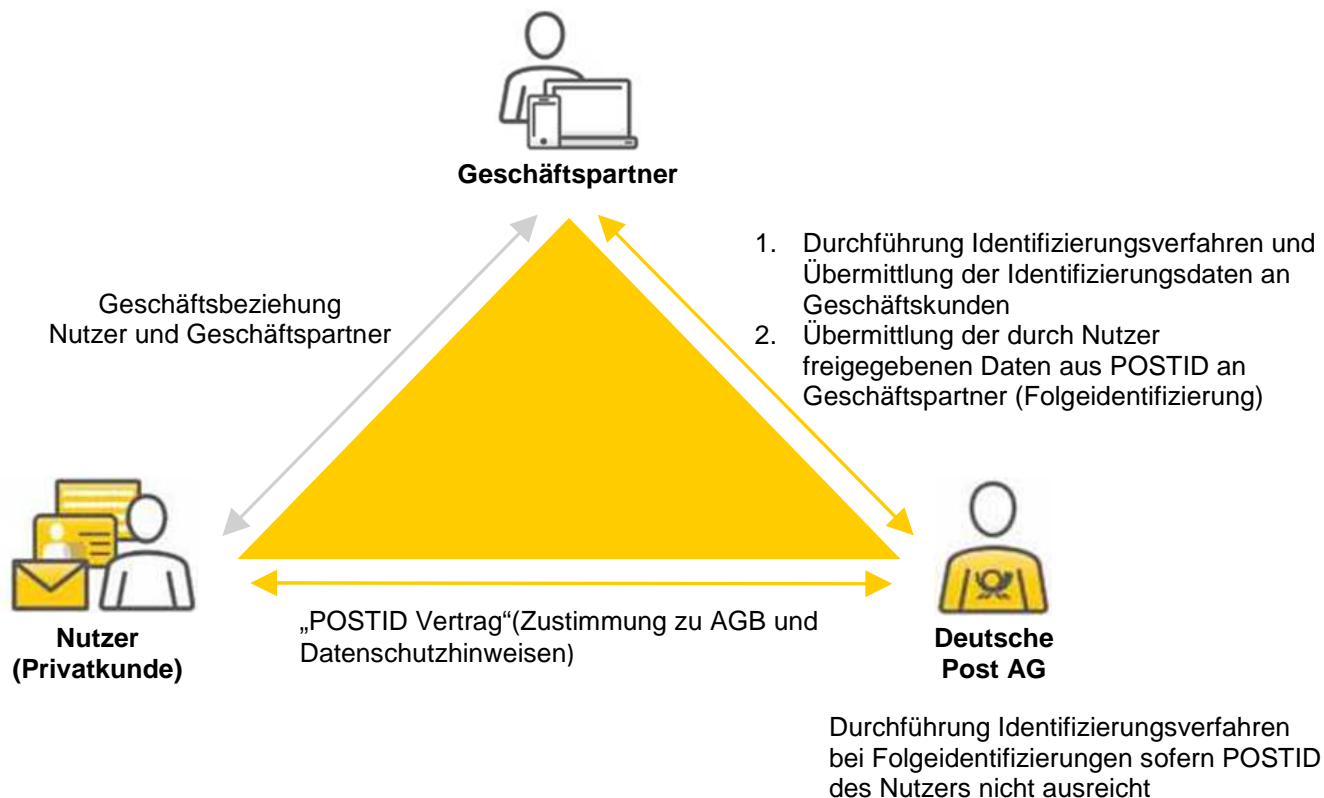 Geschäftspartner
Geschäftsbeziehung
Nutzer und Geschäftspartner
1. Durchführung Identifizierungsverfahren und
Übermittlung der Identifizierungsdaten an
Geschäftskunden
2. Übermittlung der durch Nutzer
freigegebenen Daten aus POSTID an
Geschäftspartner (Folgeidentifizierung)
Nutzer
(Privatkunde)
„POSTID Vertrag“(Zustimmung zu AGB und
Datenschutzhinweisen)
Deutsche
Post AG
Durchführung Identifizierungsverfahren
bei Folgeidentifizierungen sofern POSTID
des Nutzers nicht ausreicht